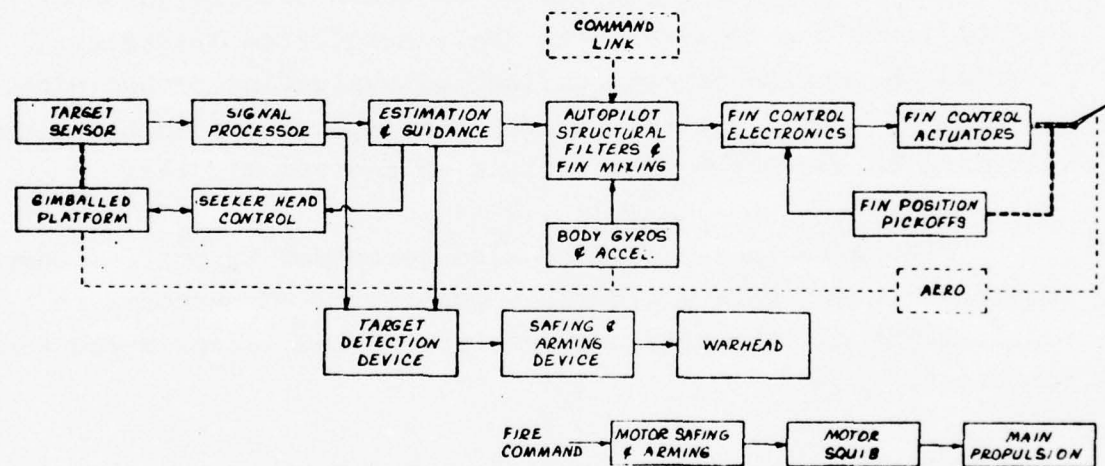 COMMAND
LINK
TARGET
SENSOR
SIGNAL
PROCESSOR
ESTIMATION
& GUIDANCE
AUTOPILOT
STRUCTURAL
FILTERS &
FIN MIXING
FIN CONTROL
ELECTRONICS
FIN CONTROL
ACTUATORS
GIMBALLED
PLATFORM
SEEKER HEAD
CONTROL
FIN POSITION
PICKOFFS
BODY GYROS
& ACCEL.
AERO
TARGET
DETECTION
DEVICE
SAFING &
ARMING
DEVICE
WARHEAD
FIRE
COMMAND
MOTOR SAFING
& ARMING
MOTOR
SQUIB
MAIN
PROPULSION